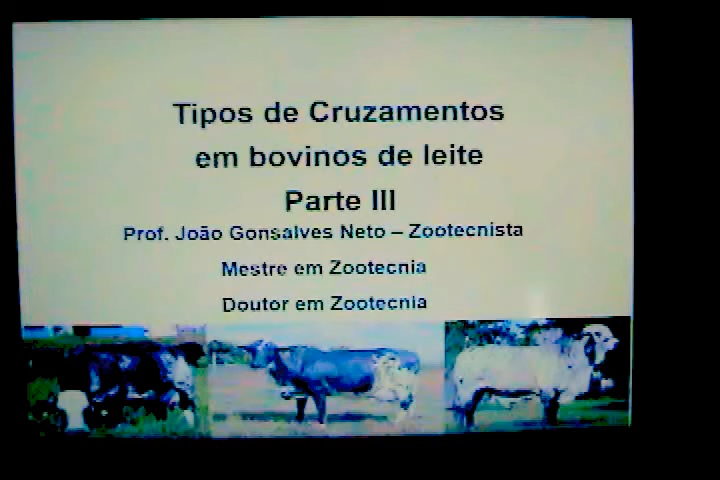 Tipos de Cruzamentos
em bovinos de leite
Parte III
Prof. João Gonsalves Neto – Zootecnista
Mestre em Zootecnia
Doutor em Zootecnia